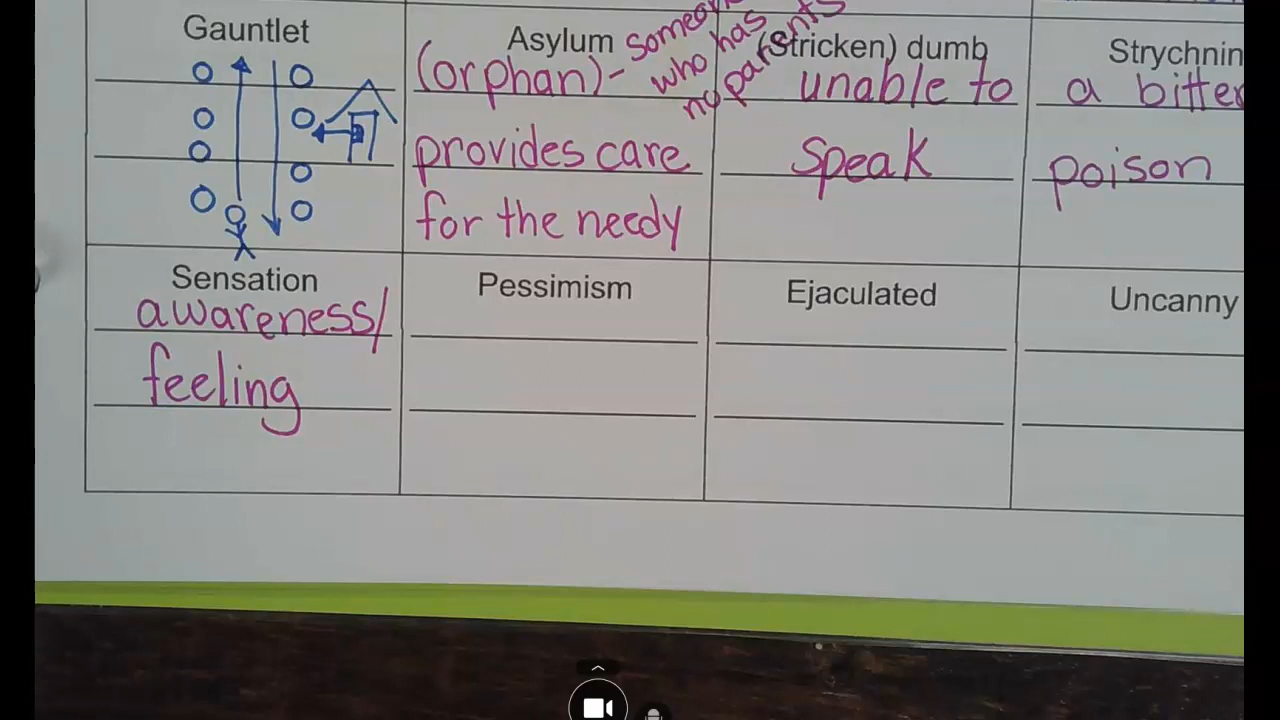 Gauntlet
Asylum
(orphan) - someone
who has
no parents
provides care
for the needy
(Stricken) dumb
unable to
speak
Strychnin
a bitter
poison
Sensation
awareness/
feeling
Pessimism
Ejaculated
Uncanny